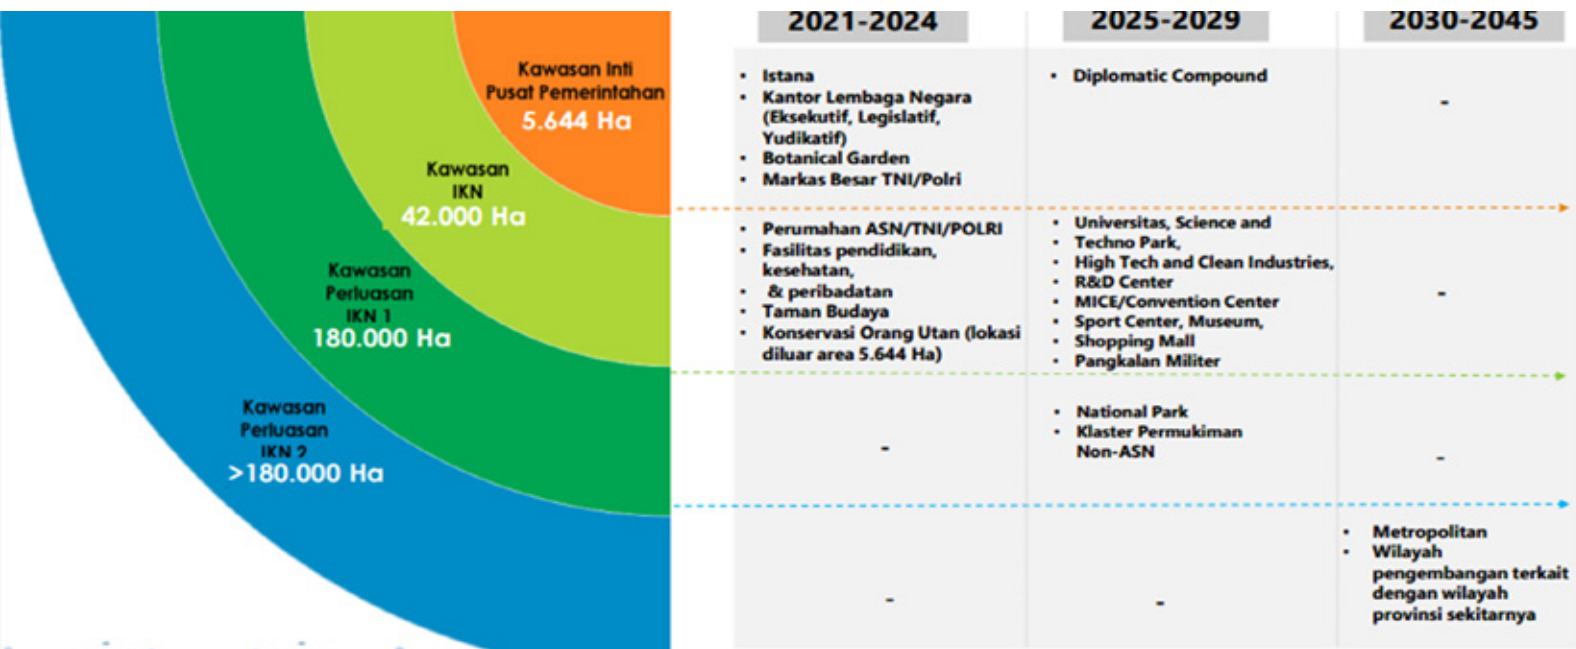 Kawasan Inti
Pusat Pemerintahan
5.644 Ha
Kawasan
IKN
42.000 Ha
Kawasan
Perluasan
IKN 1
180.000 Ha
Kawasan
Perluasan
IKN 2
>180.000 Ha
2021-2024
2025-2029
2030-2045
• Istana
• Kantor Lembaga Negara
(Eksekutif, Legislatif,
Yudikatif)
• Botanical Garden
• Markas Besar TNI/Polri
• Diplomatic Compound
-
• Perumahan ASN/TNI/POLRI
• Fasilitas pendidikan,
kesehatan,
• & peribadatan
• Taman Budaya
• Konservasi Orang Utan (lokasi
diluar area 5.644 Ha)
• Universitas, Science and
• Techno Park,
• High Tech and Clean Industries,
• R&D Center
• MICE/Convention Center
• Sport Center, Museum,
• Shopping Mall
• Pangkalan Militer
-
-
• National Park
• Klaster Permukiman
Non-ASN
-
-
-
• Metropolitan
• Wilayah
pengembangan terkait
dengan wilayah
provinsi sekitarnya